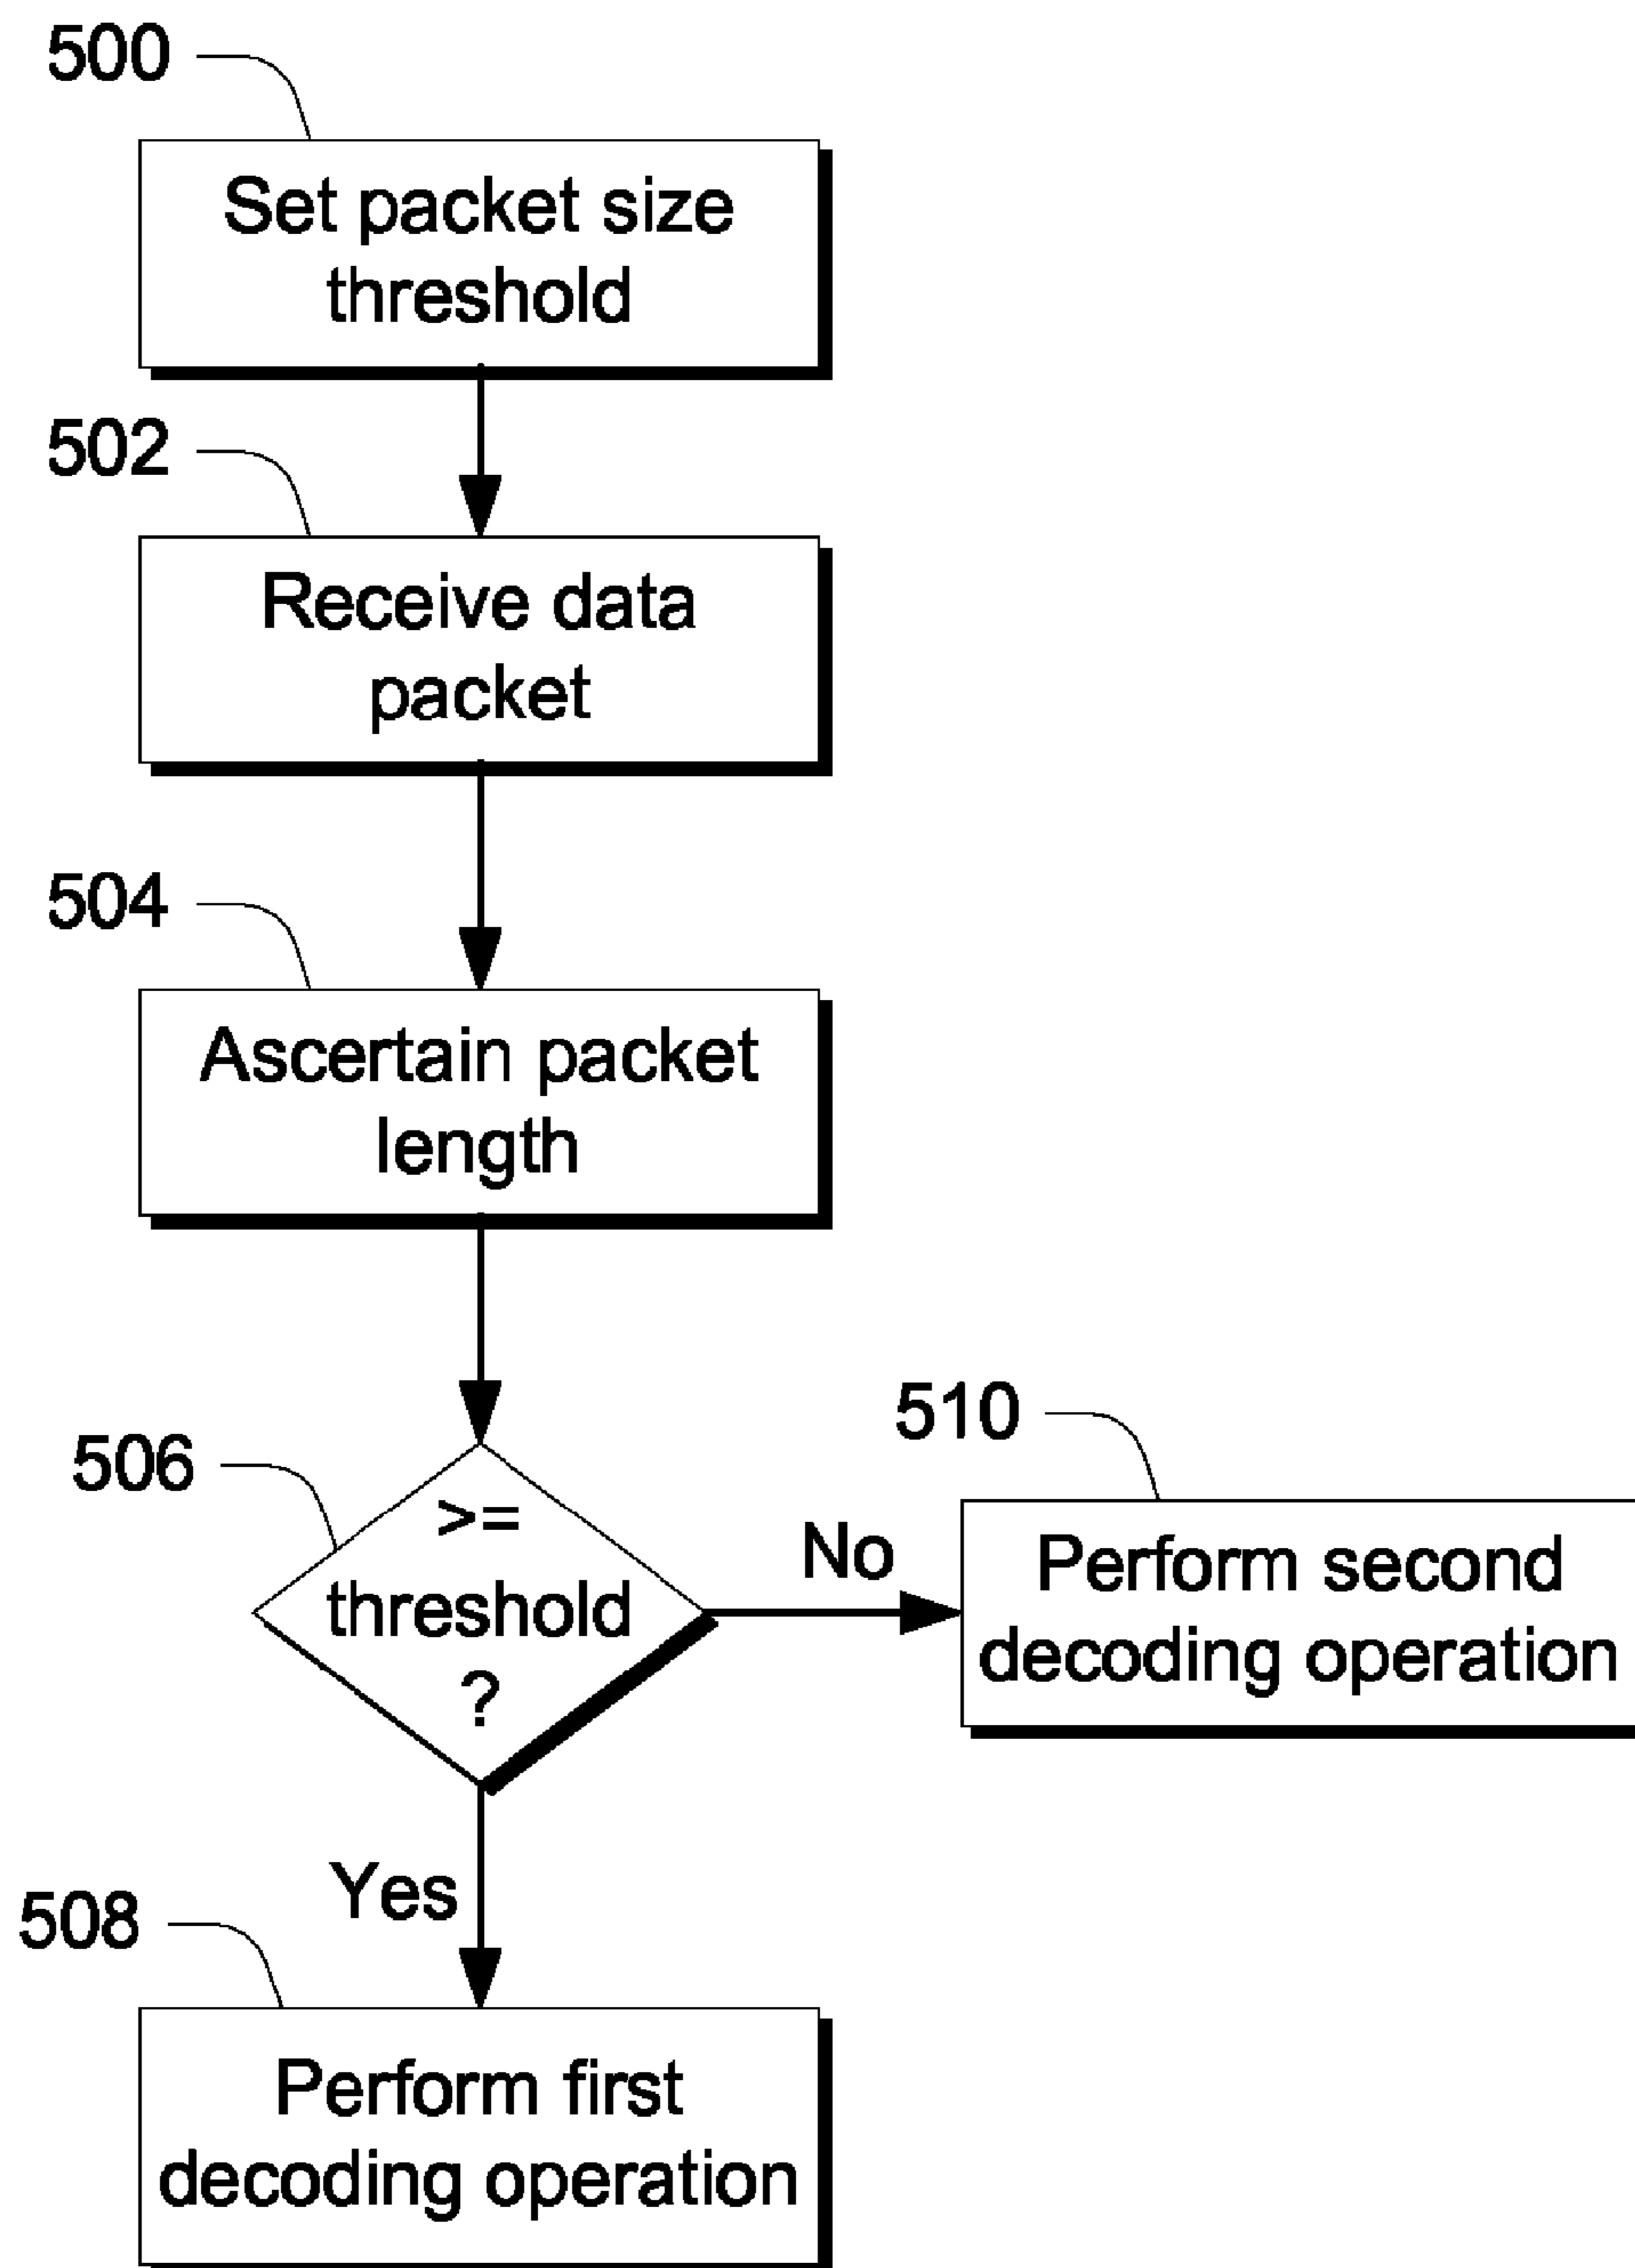 500
Set packet size
threshold
502
Receive data
packet
504
Ascertain packet
length
506
>=
threshold
?
No
510
Perform second
decoding operation
Yes
508
Perform first
decoding operation